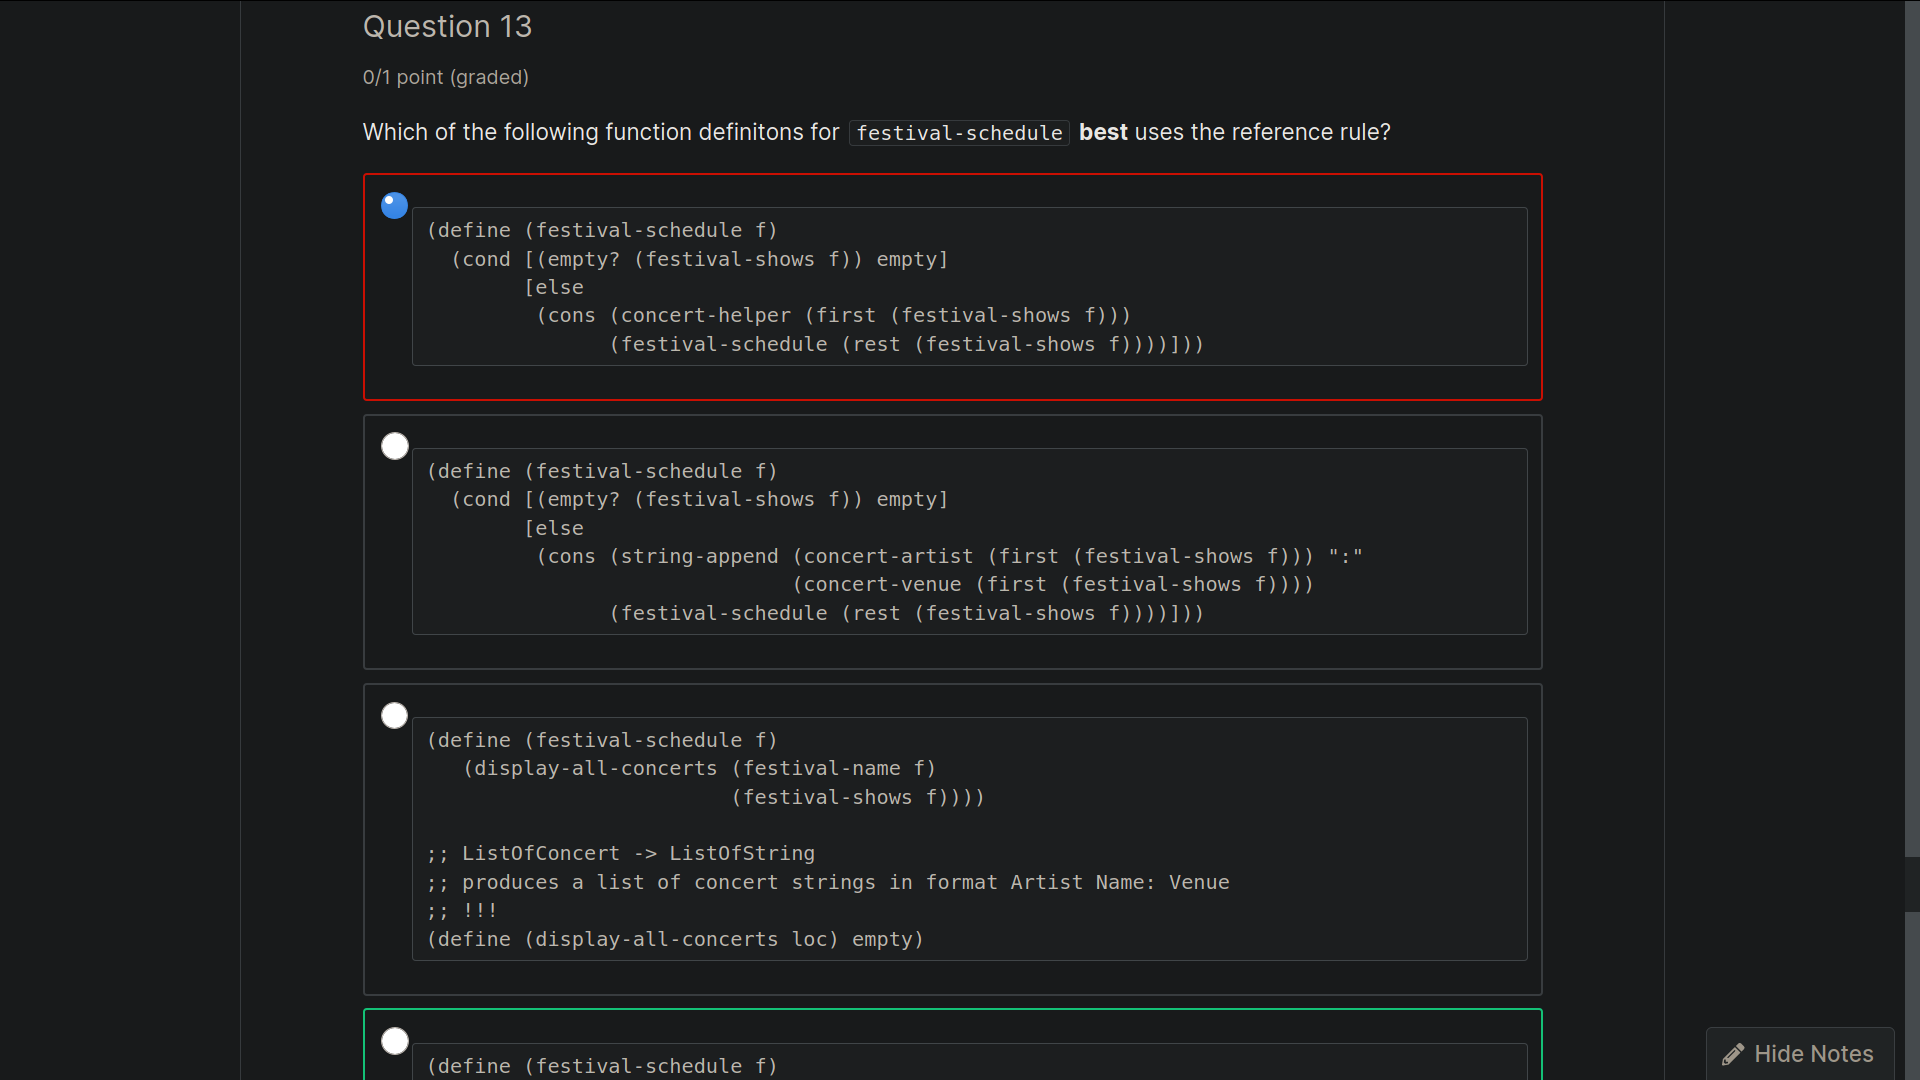 Question 13
0/1 point (graded)
Which of the following function definitons for festival-schedule best uses the reference rule?
(define (festival-schedule f)
  (cond [(empty? (festival-shows f)) empty]
        [else
         (cons (concert-helper (first (festival-shows f)))
               (festival-schedule (rest (festival-shows f))))]))
(define (festival-schedule f)
  (cond [(empty? (festival-shows f)) empty]
        [else
         (cons (string-append (concert-artist (first (festival-shows f))) ":"
                              (concert-venue (first (festival-shows f))))
               (festival-schedule (rest (festival-shows f))))]))
(define (festival-schedule f)
   (display-all-concerts (festival-name f)
                         (festival-shows f))))
;; ListOfConcert -> ListOfString
;; produces a list of concert strings in format Artist Name: Venue
;; !!!
(define (display-all-concerts loc) empty)
(define (festival-schedule f)
Hide Notes